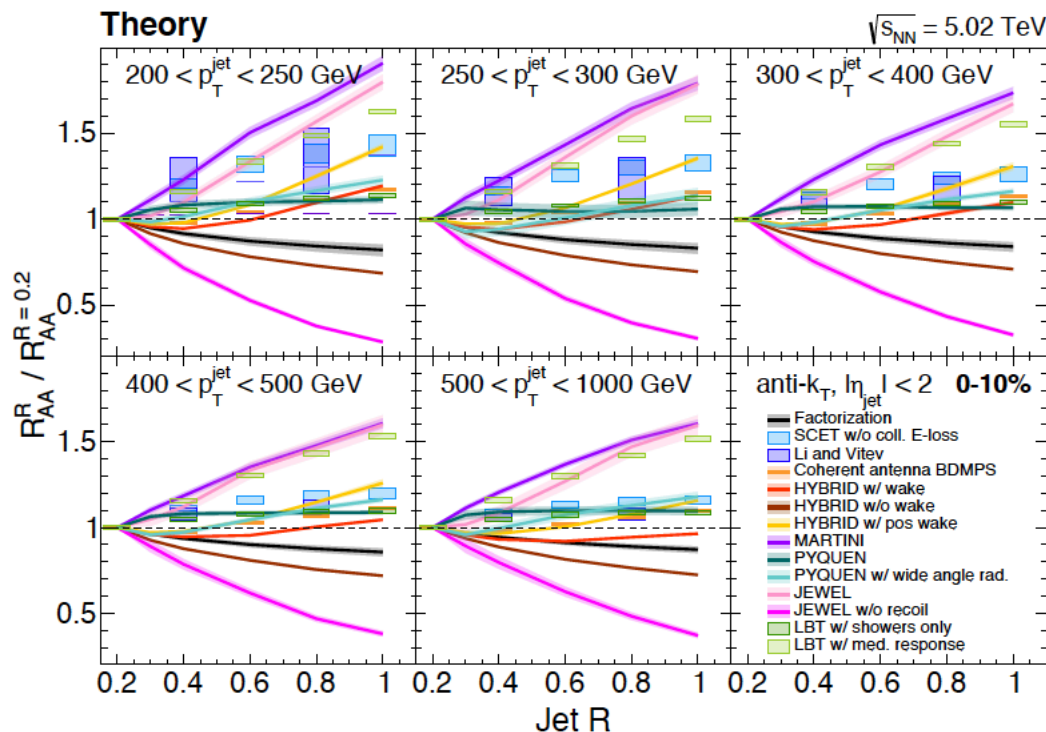 Theory
√s_NN = 5.02 TeV
200 < p_T^jet < 250 GeV
250 < p_T^jet < 300 GeV
300 < p_T^jet < 400 GeV
1.5
1
0.5
R_AA^R / R_AA^R = 0.2
400 < p_T^jet < 500 GeV
500 < p_T^jet < 1000 GeV
anti-k_T, |η_jet| < 2 0-10%
Factorization
SCET w/o coll. E-loss
Li and Vitev
Coherent antenna BDMPS
HYBRID w/ wake
HYBRID w/o wake
HYBRID w/ pos wake
MARTINI
PYQUEN
PYQUEN w/ wide angle rad.
JEWEL
JEWEL w/o recoil
LBT w/ showers only
LBT w/ med. response
1.5
1
0.5
0.2 0.4 0.6 0.8 1 0.2 0.4 0.6 0.8 1 0.2 0.4 0.6 0.8 1
Jet R